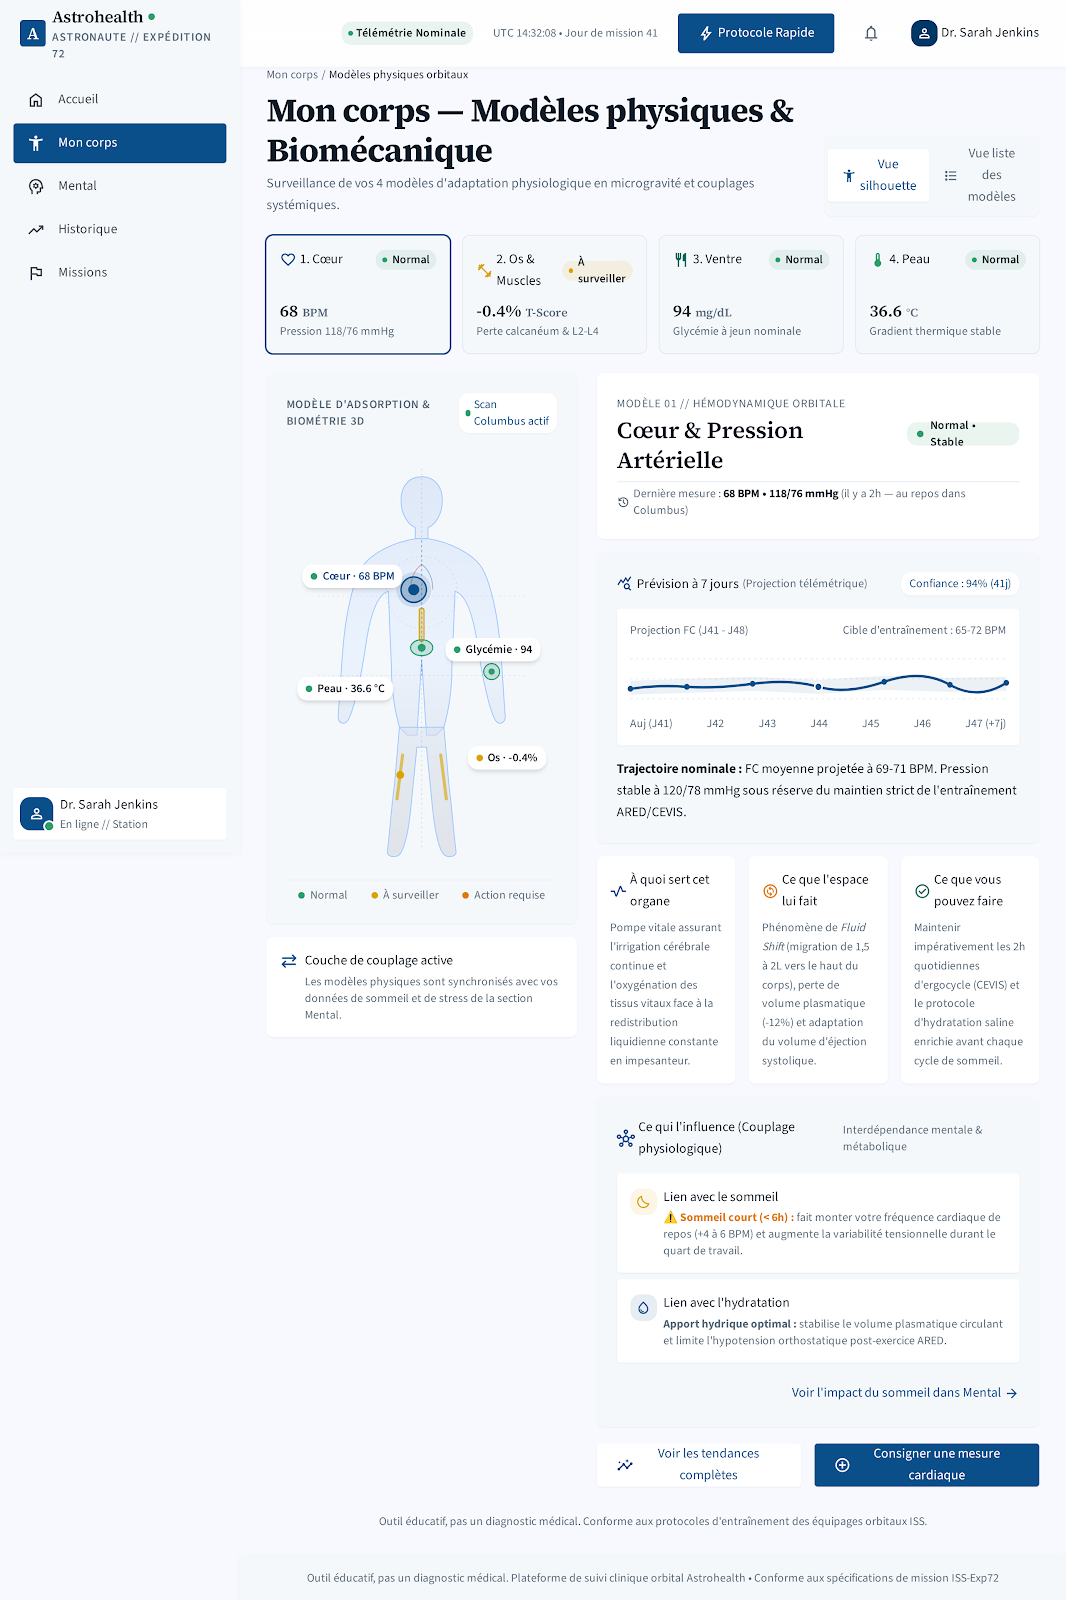 A
Astrohealth
ASTRONAUTE // EXPÉDITION
72
Accueil
Mon corps
Mental
Historique
Missions
Dr. Sarah Jenkins
En ligne // Station
Télémétrie Nominale
UTC 14:32:08 • Jour de mission 41
Protocole Rapide
Dr. Sarah Jenkins
Mon corps / Modèles physiques orbitaux
Mon corps — Modèles physiques &
Biomécanique
Surveillance de vos 4 modèles d'adaptation physiologique en microgravité et couplages
systémiques.
Vue
silhouette
Vue liste
des
modèles
1. Cœur
Normal
68 BPM
Pression 118/76 mmHg
2. Os &
Muscles
À
surveiller
-0.4% T-Score
Perte calcanéum & L2-L4
3. Ventre
Normal
94 mg/dL
Glycémie à jeun nominale
4. Peau
Normal
36.6 °C
Gradient thermique stable
MODÈLE D'ADSORPTION &
BIOMÉTRIE 3D
Scan
Columbus actif
Cœur · 68 BPM
Glycémie · 94
Peau · 36.6 °C
Os · -0.4%
Normal
À surveiller
Action requise
Couche de couplage active
Les modèles physiques sont synchronisés avec vos
données de sommeil et de stress de la section
Mental.
MODÈLE 01 // HÉMODYNAMIQUE ORBITALE
Cœur & Pression
Artérielle
Normal •
Stable
Dernière mesure : 68 BPM • 118/76 mmHg (il y a 2h — au repos dans
Columbus)
Prévision à 7 jours (Projection télémétrique)
Confiance : 94% (41j)
Projection FC (J41 - J48)
Cible d'entraînement : 65-72 BPM
Auj (J41) J42 J43 J44 J45 J46 J47 (+7j)
Trajectoire nominale : FC moyenne projetée à 69-71 BPM. Pression
stable à 120/78 mmHg sous réserve du maintien strict de l'entraînement
ARED/CEVIS.
À quoi sert cet
organe
Pompe vitale assurant
l'irrigation cérébrale
continue et
l'oxygénation des
tissus vitaux face à la
redistribution
liquidienne constante
en impesanteur.
Ce que l'espace
lui fait
Phénomène de Fluid
Shift (migration de 1,5
à 2L vers le haut du
corps), perte de
volume plasmatique
(-12%) et adaptation
du volume d'éjection
systolique.
Ce que vous
pouvez faire
Maintenir
impérativement les 2h
quotidiennes
d'ergocycle (CEVIS) et
le protocole
d'hydratation saline
enrichie avant chaque
cycle de sommeil.
Ce qui l'influence (Couplage
physiologique)
Interdépendance mentale &
métabolique
Lien avec le sommeil
⚠️ Sommeil court (< 6h) : fait monter votre fréquence cardiaque de
repos (+4 à 6 BPM) et augmente la variabilité tensionnelle durant le
quart de travail.
Lien avec l'hydratation
Apport hydrique optimal : stabilise le volume plasmatique circulant
et limite l'hypotension orthostatique post-exercice ARED.
Voir l'impact du sommeil dans Mental →
Voir les tendances
complètes
Consigner une mesure
cardiaque
Outil éducatif, pas un diagnostic médical. Conforme aux protocoles d'entraînement des équipages orbitaux ISS.
Outil éducatif, pas un diagnostic médical. Plateforme de suivi clinique orbital Astrohealth • Conforme aux spécifications de mission ISS-Exp72